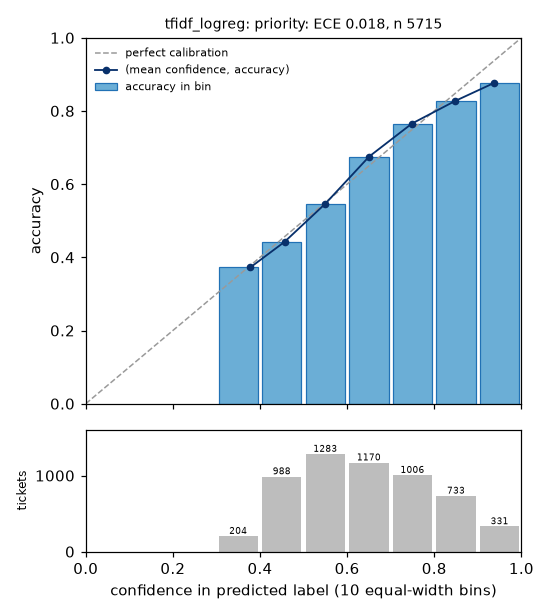 tfidf_logreg: priority: ECE 0.018, n 5715
1.0
0.8
0.6
0.4
0.2
0.0
accuracy
perfect calibration
(mean confidence, accuracy)
accuracy in bin
1000
0
tickets
204
988
1283
1170
1006
733
331
0.0 0.2 0.4 0.6 0.8 1.0
confidence in predicted label (10 equal-width bins)